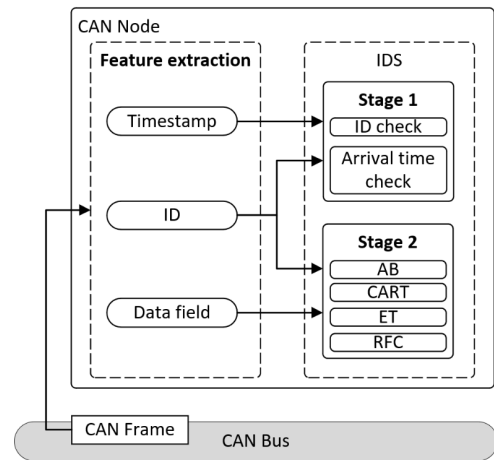 CAN Node
Feature extraction
Timestamp
ID
Data field
IDS
Stage 1
ID check
Arrival time
check
Stage 2
AB
CART
ET
RFC
CAN Frame
CAN Bus